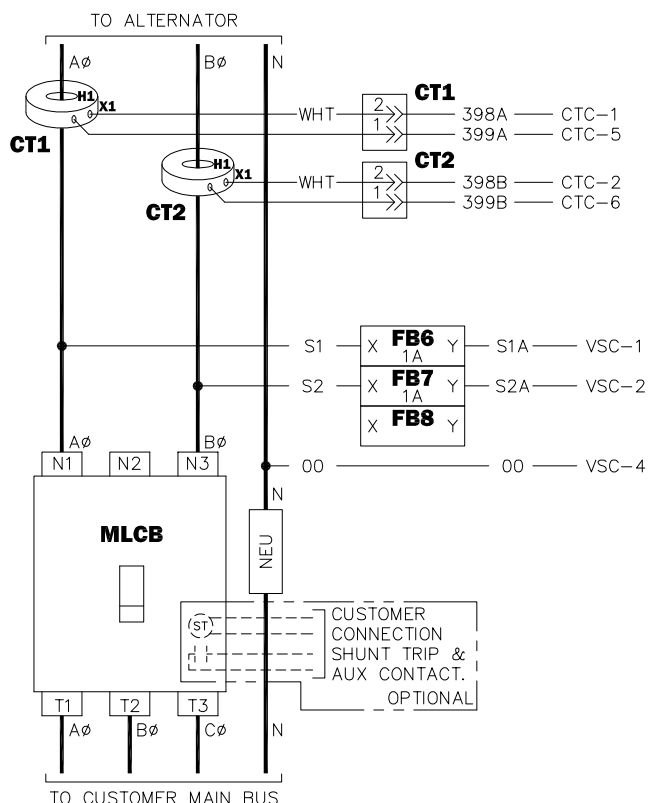 TO ALTERNATOR
AØ BØ N
H1 X1 CT1
CT1
WHT 2 398A CTC-1
1 399A CTC-5
H1 X1 CT2
CT2
WHT 2 398B CTC-2
1 399B CTC-6
S1 X FB6 Y S1A VSC-1
1A
S2 X FB7 Y S2A VSC-2
1A
X FB8 Y
AØ BØ
N1 N2 N3 00 00 VSC-4
N
MLCB
NEU
ST
CUSTOMER
CONNECTION
SHUNT TRIP &
AUX CONTACT.
OPTIONAL
T1 T2 T3
AØ BØ CØ N
TO CUSTOMER MAIN BUS